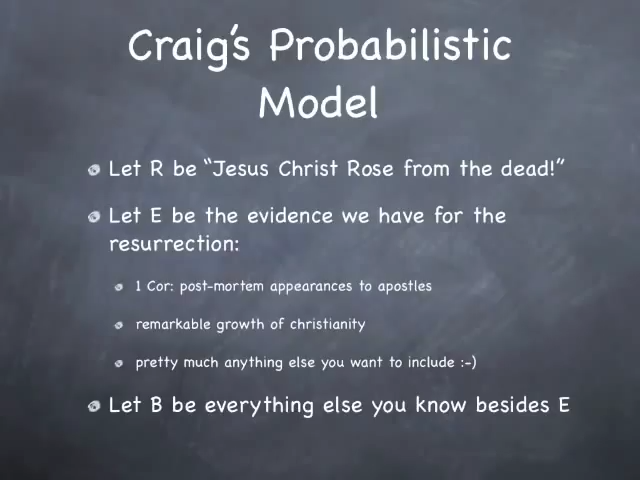 Craig's Probabilistic
Model
Let R be "Jesus Christ Rose from the dead!"
Let E be the evidence we have for the
resurrection:
1 Cor: post-mortem appearances to apostles
remarkable growth of christianity
pretty much anything else you want to include :-)
Let B be everything else you know besides E